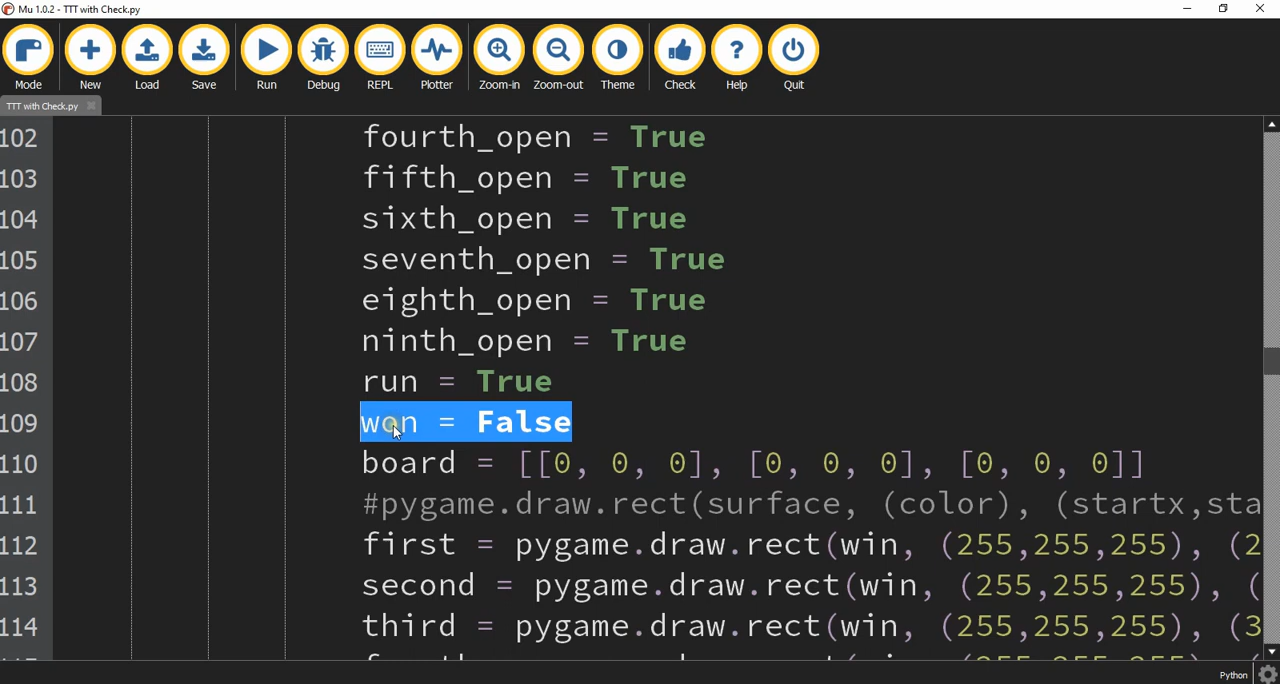 Mu 1.0.2 - TTT with Check.py
Mode New Load Save Run Debug REPL Plotter Zoom-in Zoom-out Theme Check Help Quit
TTT with Check.py
102 fourth_open = True
103 fifth_open = True
104 sixth_open = True
105 seventh_open = True
106 eighth_open = True
107 ninth_open = True
108 run = True
109 won = False
110 board = [[0, 0, 0], [0, 0, 0], [0, 0, 0]]
111 #pygame.draw.rect(surface, (color), (startx,sta
112 first = pygame.draw.rect(win, (255,255,255), (2
113 second = pygame.draw.rect(win, (255,255,255), (
114 third = pygame.draw.rect(win, (255,255,255), (3
Python